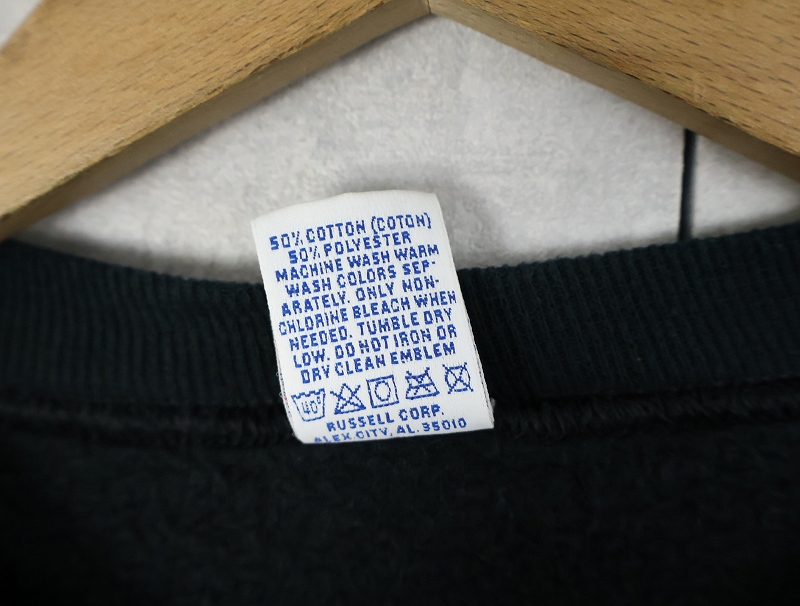 50% COTTON (COTON)
50% POLYESTER
MACHINE WASH WARM
WASH COLORS SEP-
ARATELY. ONLY NON-
CHLORINE BLEACH WHEN
NEEDED. TUMBLE DRY
LOW. DO NOT IRON OR
DRY CLEAN EMBLEM
40°
RUSSELL CORP.
ALEX CITY, AL. 35010